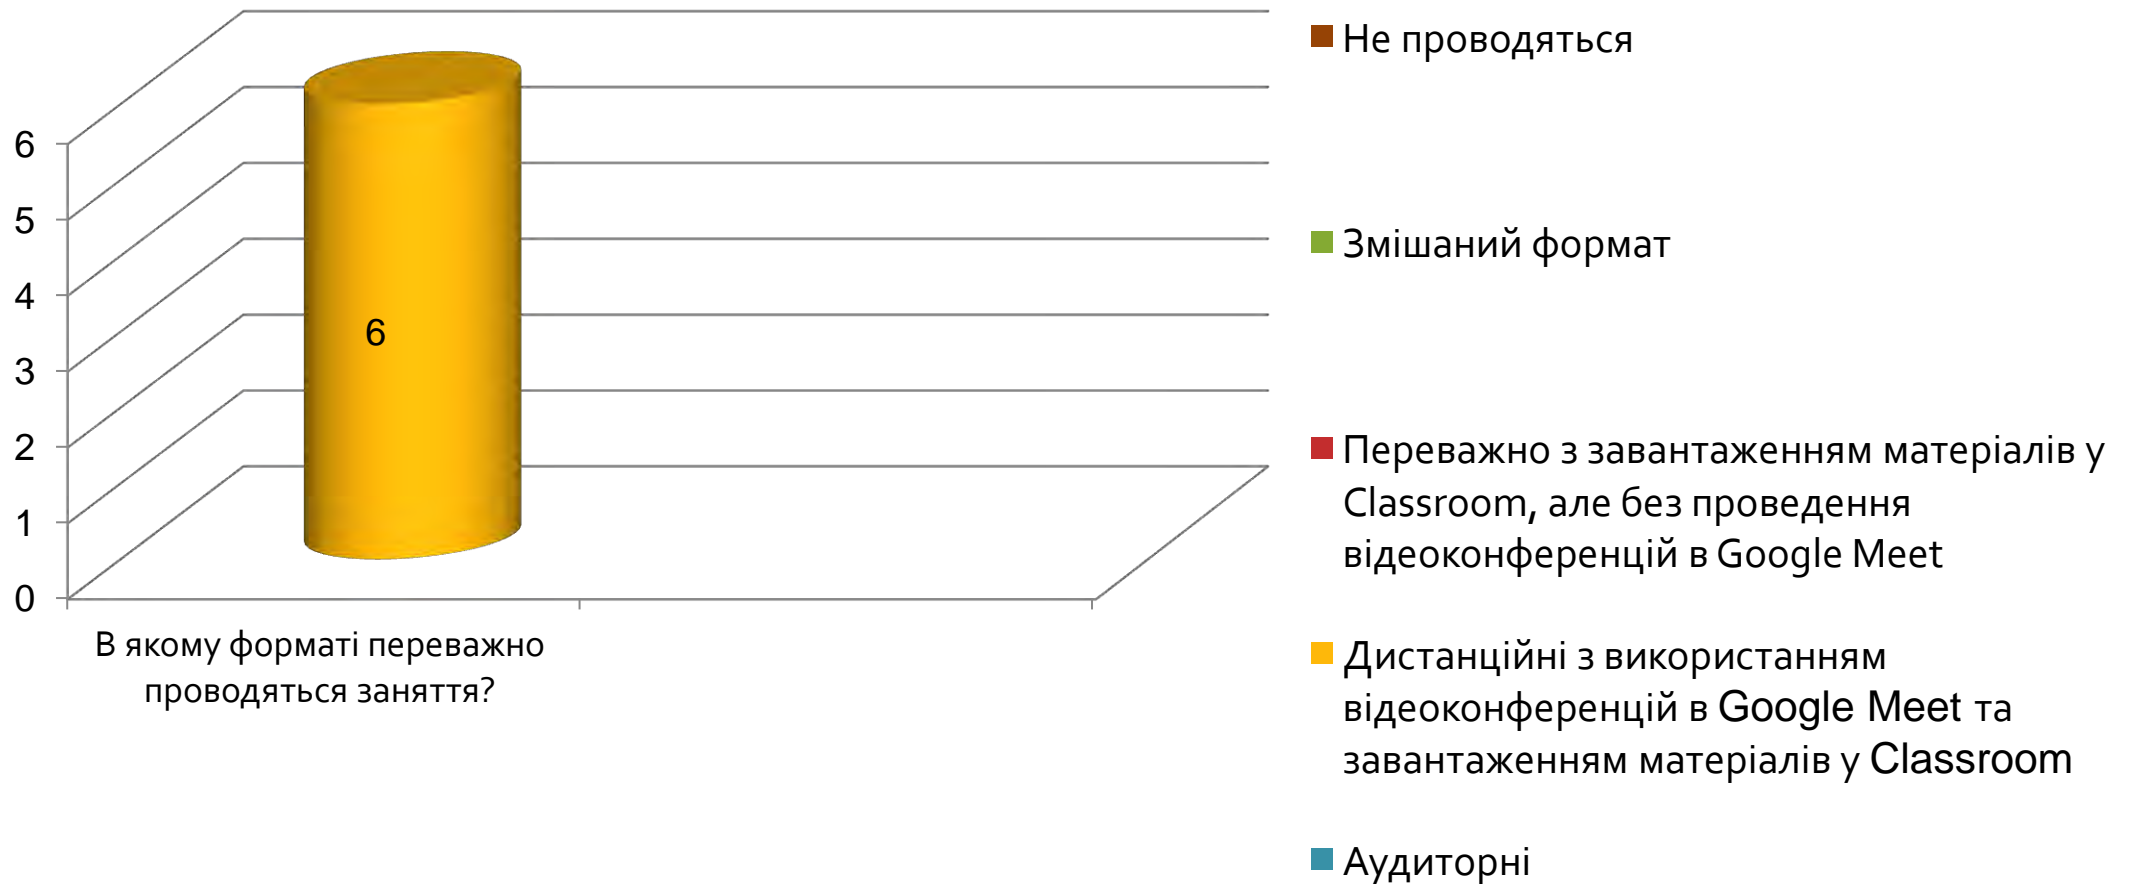 6
5
4
3
2
1
0
6
В якому форматі переважно
проводяться заняття?
Не проводяться
Змішаний формат
Переважно з завантаженням матеріалів у
Classroom, але без проведення
відеоконференцій в Google Meet
Дистанційні з використанням
відеоконференцій в Google Meet та
завантаженням матеріалів у Classroom
Аудиторні